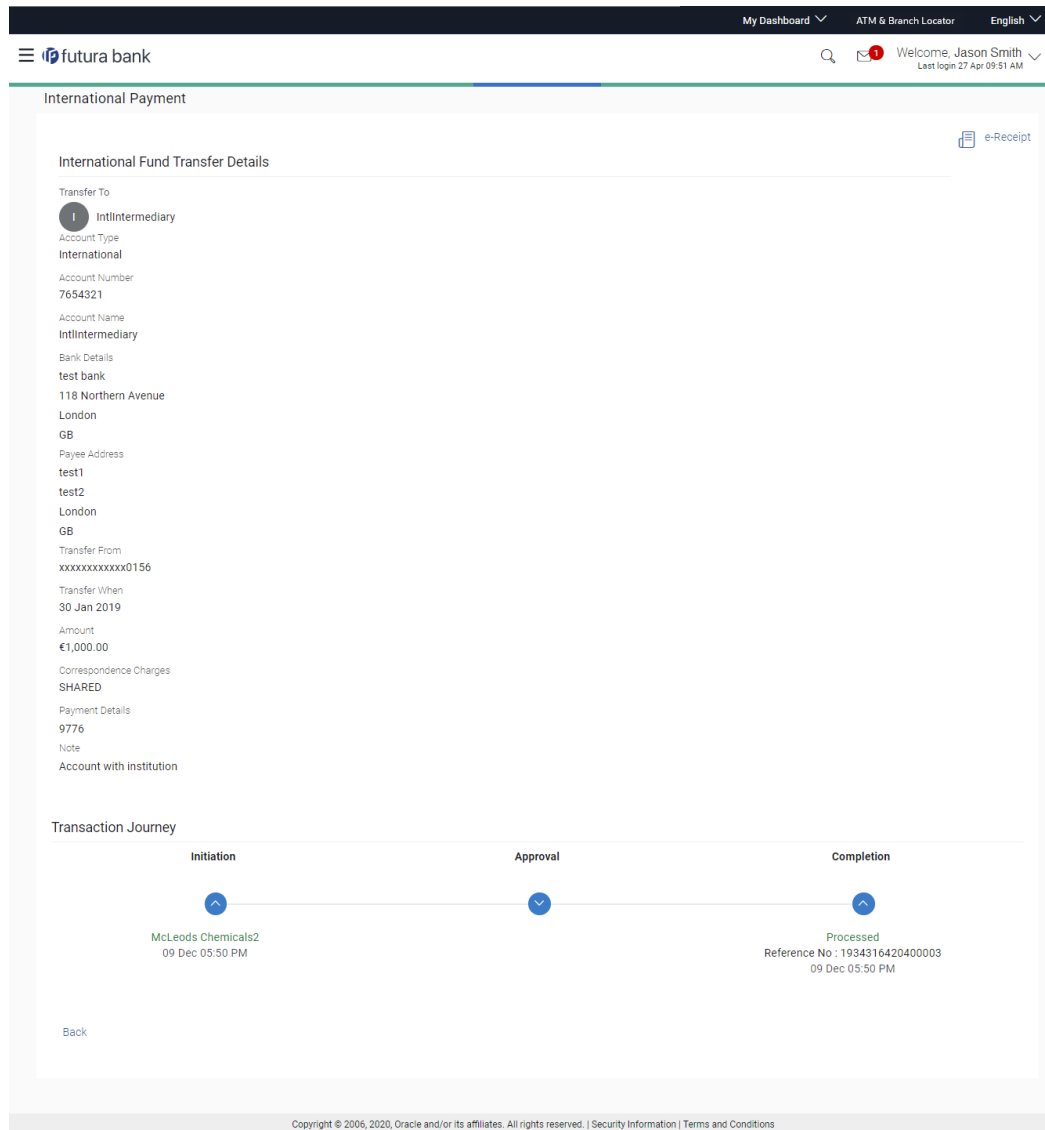 My Dashboard ATM & Branch Locator English
futura bank 1 Welcome, Jason Smith
Last login 27 Apr 09:51 AM
International Payment
e-Receipt
International Fund Transfer Details
Transfer To
I IntlIntermediary
Account Type
International
Account Number
7654321
Account Name
IntlIntermediary
Bank Details
test bank
118 Northern Avenue
London
GB
Payee Address
test1
test2
London
GB
Transfer From
xxxxxxxxxxxx0156
Transfer When
30 Jan 2019
Amount
€1,000.00
Correspondence Charges
SHARED
Payment Details
9776
Note
Account with institution
Transaction Journey
Initiation Approval Completion
McLeods Chemicals2 Processed
09 Dec 05:50 PM Reference No : 1934316420400003
09 Dec 05:50 PM
Back
Copyright © 2006, 2020, Oracle and/or its affiliates. All rights reserved. | Security Information | Terms and Conditions